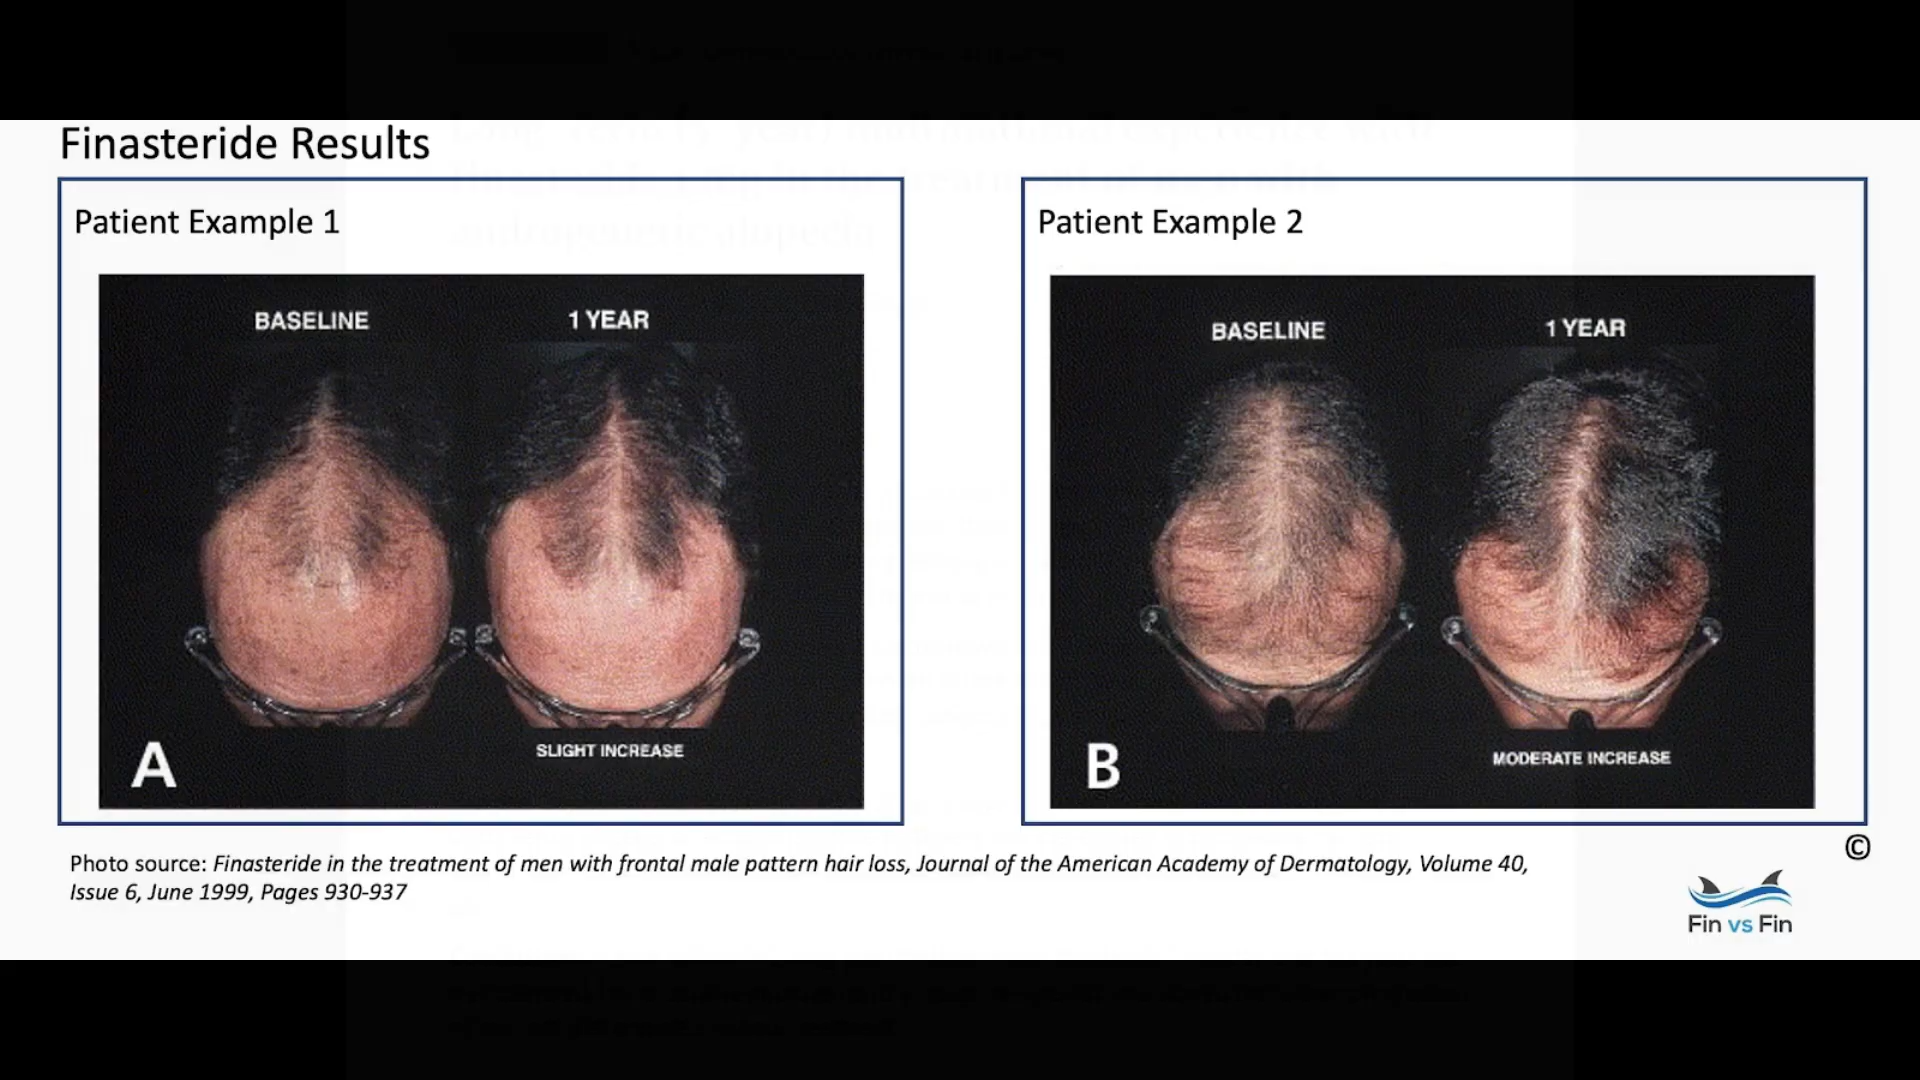 Finasteride Results
Patient Example 1
BASELINE
1 YEAR
SLIGHT INCREASE
A
Patient Example 2
BASELINE
1 YEAR
MODERATE INCREASE
B
©
Photo source: Finasteride in the treatment of men with frontal male pattern hair loss, Journal of the American Academy of Dermatology, Volume 40,
Issue 6, June 1999, Pages 930-937
Fin vs Fin